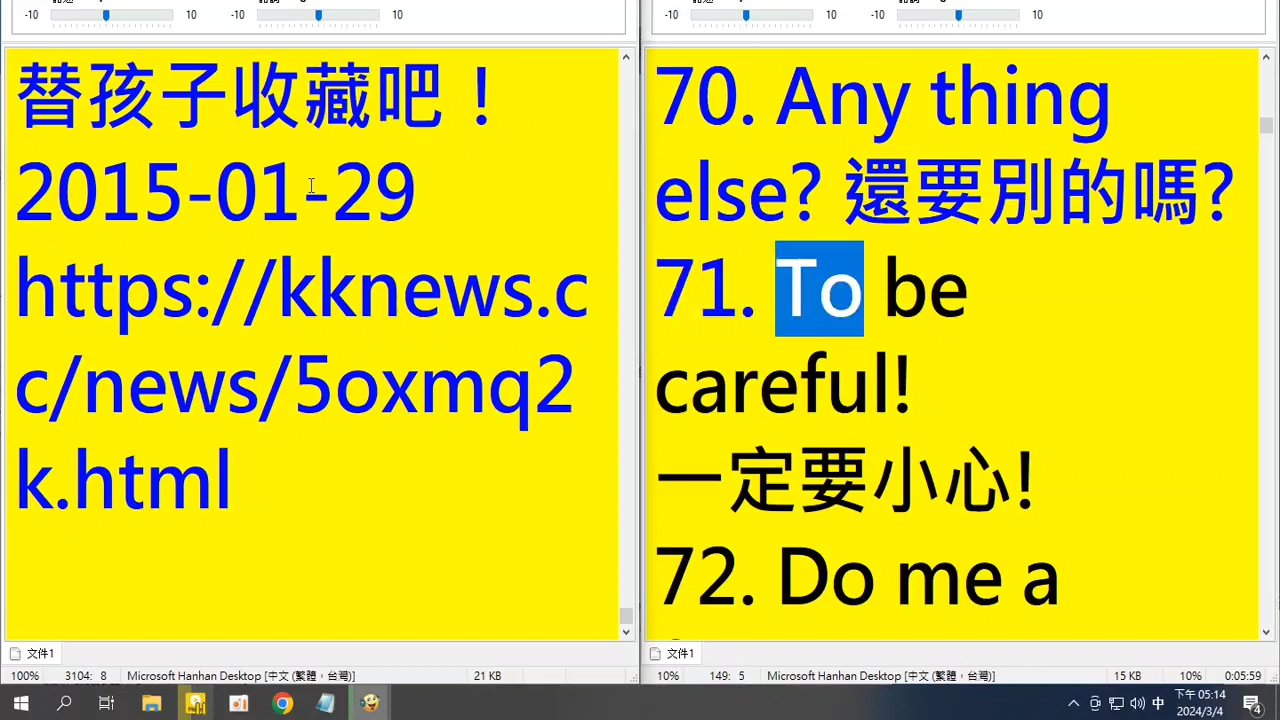 -10
10
-10
10
-10
10
-10
10
替孩子收藏吧！
2015-01-29
https://kknews.c
c/news/5oxmq2
k.html
70. Any thing
else? 還要別的嗎?
71. To be
careful!
一定要小心!
72. Do me a
文件1
文件1
100%
3104: 8
Microsoft Hanhan Desktop [中文 (繁體，台灣)]
21 KB
10%
149: 5
Microsoft Hanhan Desktop [中文 (繁體，台灣)]
15 KB
10%
0:05:59
中
下午 05:14
2024/3/4
4